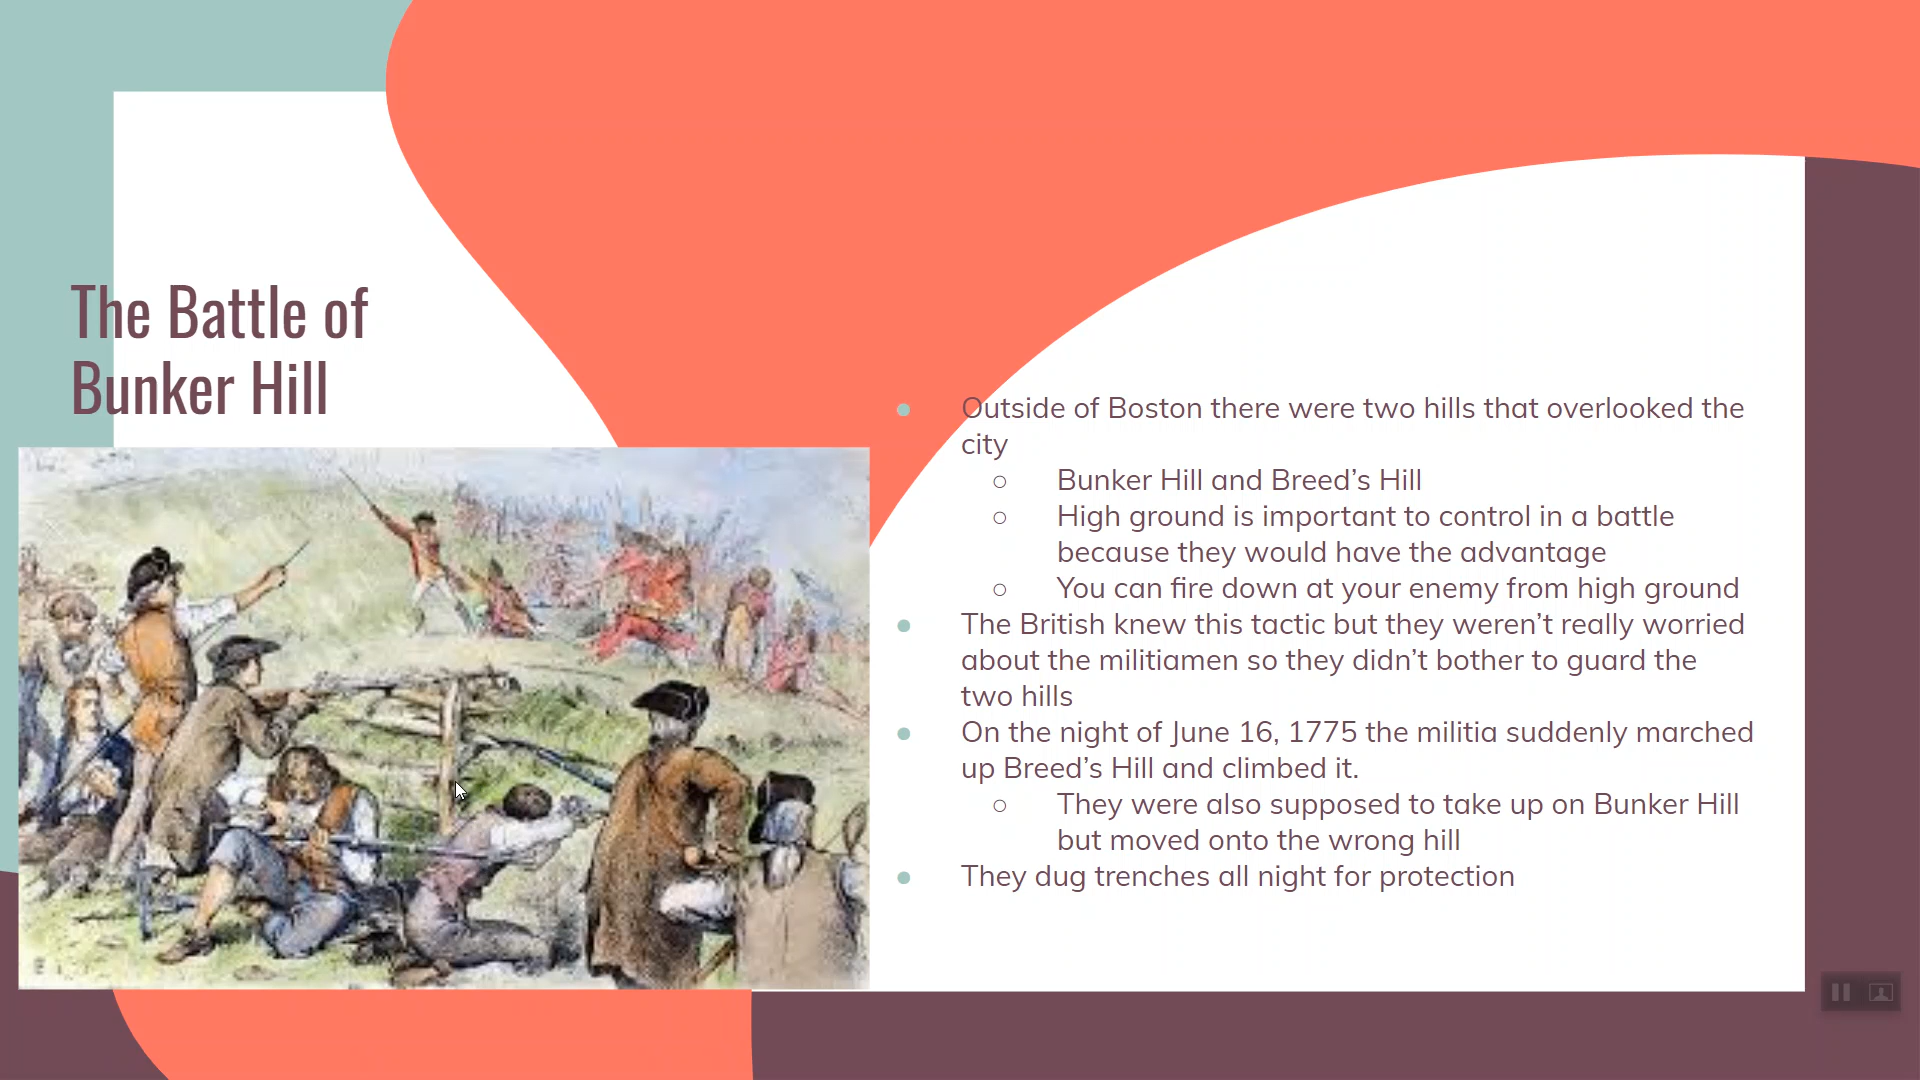 The Battle of
Bunker Hill
● Outside of Boston there were two hills that overlooked the
city
○ Bunker Hill and Breed’s Hill
○ High ground is important to control in a battle
because they would have the advantage
○ You can fire down at your enemy from high ground
● The British knew this tactic but they weren’t really worried
about the militiamen so they didn’t bother to guard the
two hills
● On the night of June 16, 1775 the militia suddenly marched
up Breed’s Hill and climbed it.
○ They were also supposed to take up on Bunker Hill
but moved onto the wrong hill
● They dug trenches all night for protection